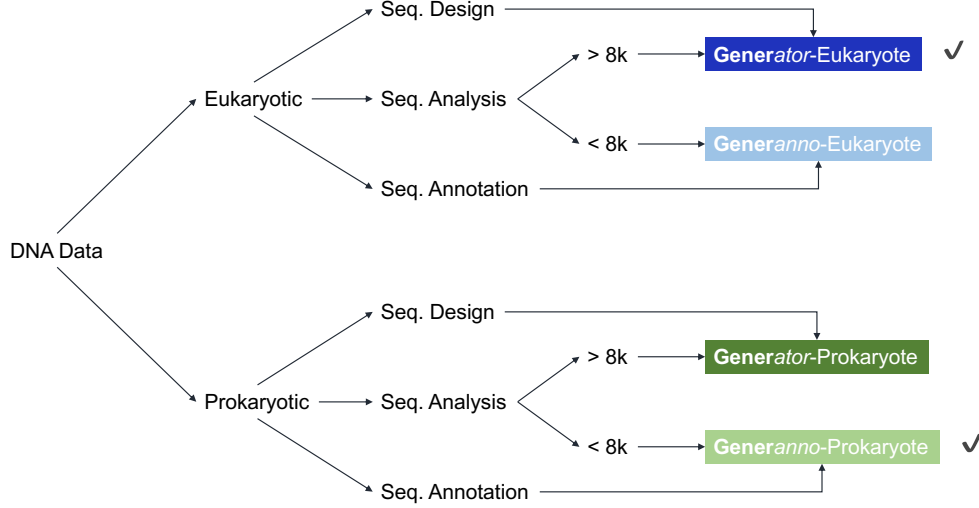 Seq. Design
> 8k
Generator-Eukaryote ✓
Eukaryotic
Seq. Analysis
< 8k
Generanno-Eukaryote
Seq. Annotation
DNA Data
Seq. Design
> 8k
Generator-Prokaryote
Prokaryotic
Seq. Analysis
< 8k
Generanno-Prokaryote ✓
Seq. Annotation